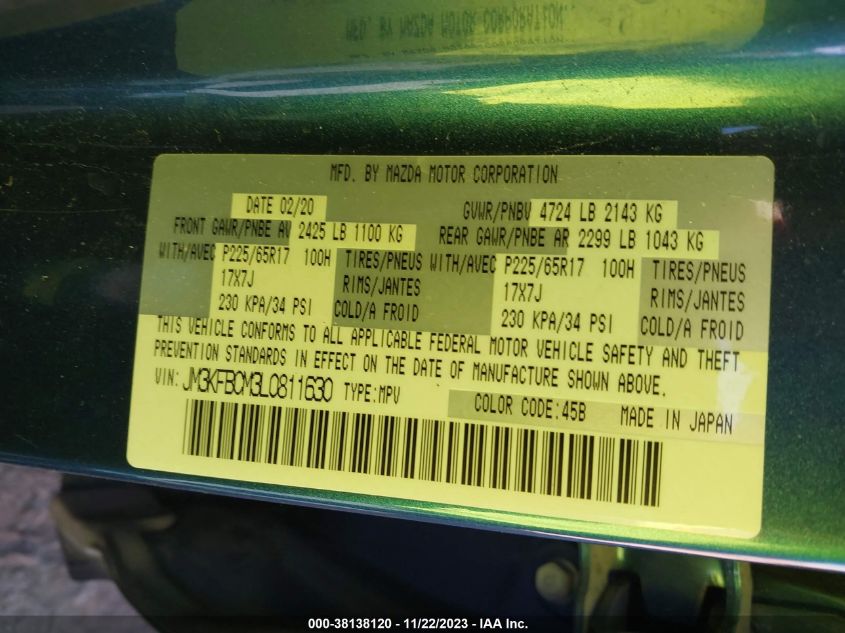 MFD. BY MAZDA MOTOR CORPORATION
MFD. BY MAZDA MOTOR CORPORATION
DATE 02/20 GVWR/PNBV 4724 LB 2143 KG
FRONT GAWR/PNBE AV 2425 LB 1100 KG REAR GAWR/PNBE AR 2299 LB 1043 KG
WITH/AVEC P225/65R17 100H TIRES/PNEUS WITH/AVEC P225/65R17 100H TIRES/PNEUS
17X7J RIMS/JANTES 17X7J RIMS/JANTES
230 KPA/34 PSI COLD/A FROID 230 KPA/34 PSI COLD/A FROID
THIS VEHICLE CONFORMS TO ALL APPLICABLE FEDERAL MOTOR VEHICLE SAFETY AND THEFT
PREVENTION STANDARDS IN EFFECT ON THE DATE OF MANUFACTURE SHOWN ABOVE.
VIN: JM3KFBCM3L0811630 TYPE:MPV
COLOR CODE:45B MADE IN JAPAN
000-38138120 - 11/22/2023 - IAA Inc.